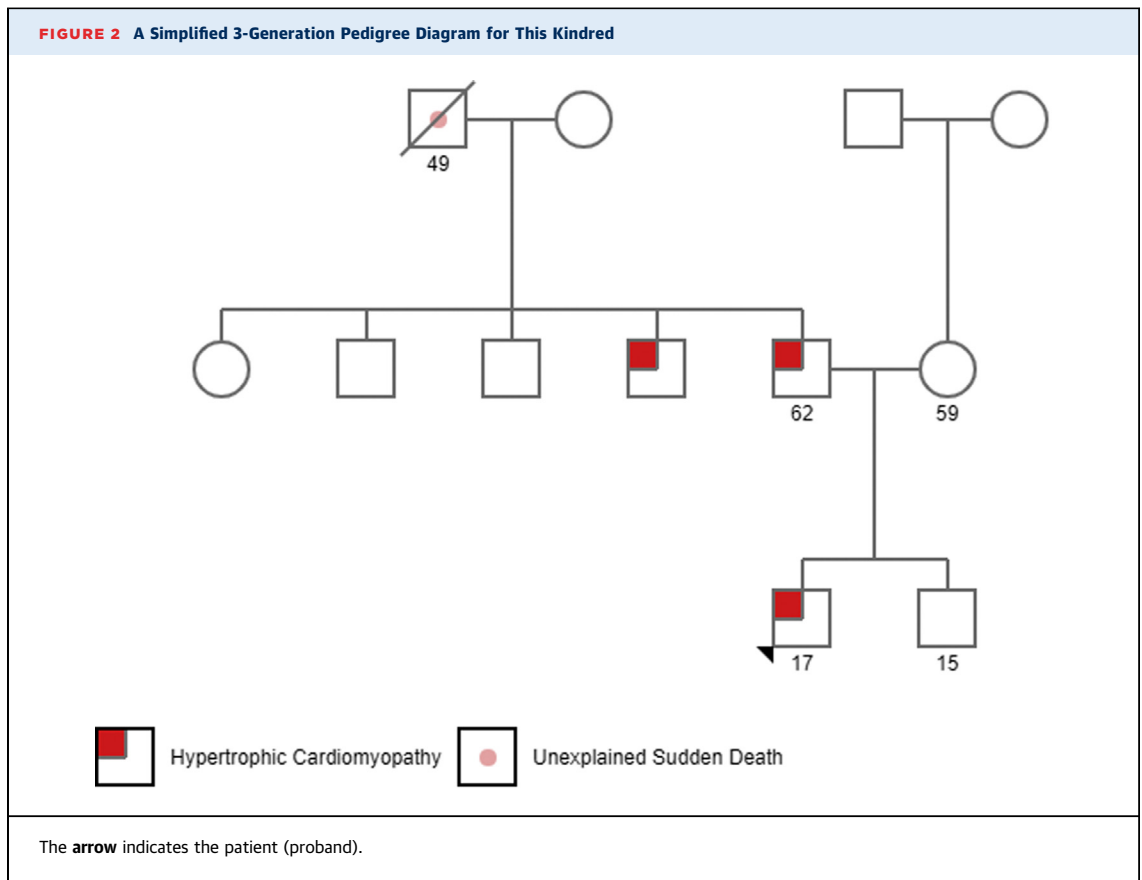 FIGURE 2 A Simplified 3-Generation Pedigree Diagram for This Kindred
49
62
59
17
15
Hypertrophic Cardiomyopathy
Unexplained Sudden Death
The arrow indicates the patient (proband).